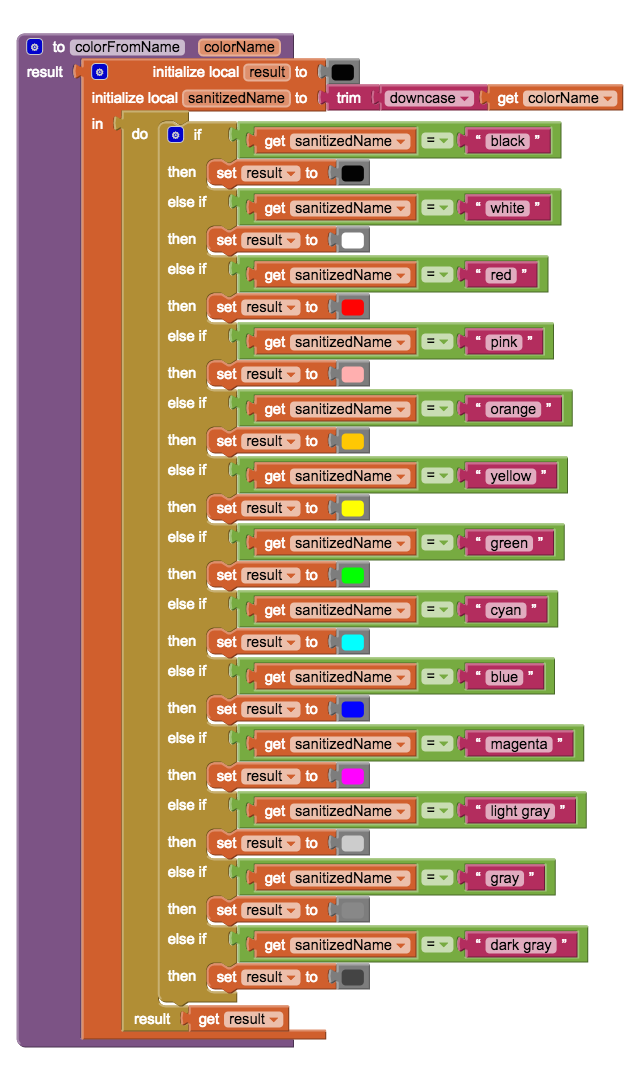 to colorFromName colorName
result initialize local result to
initialize local sanitizedName to trim downcase get colorName
in do if get sanitizedName = “ black ”
then set result to
else if get sanitizedName = “ white ”
then set result to
else if get sanitizedName = “ red ”
then set result to
else if get sanitizedName = “ pink ”
then set result to
else if get sanitizedName = “ orange ”
then set result to
else if get sanitizedName = “ yellow ”
then set result to
else if get sanitizedName = “ green ”
then set result to
else if get sanitizedName = “ cyan ”
then set result to
else if get sanitizedName = “ blue ”
then set result to
else if get sanitizedName = “ magenta ”
then set result to
else if get sanitizedName = “ light gray ”
then set result to
else if get sanitizedName = “ gray ”
then set result to
else if get sanitizedName = “ dark gray ”
then set result to
result get result